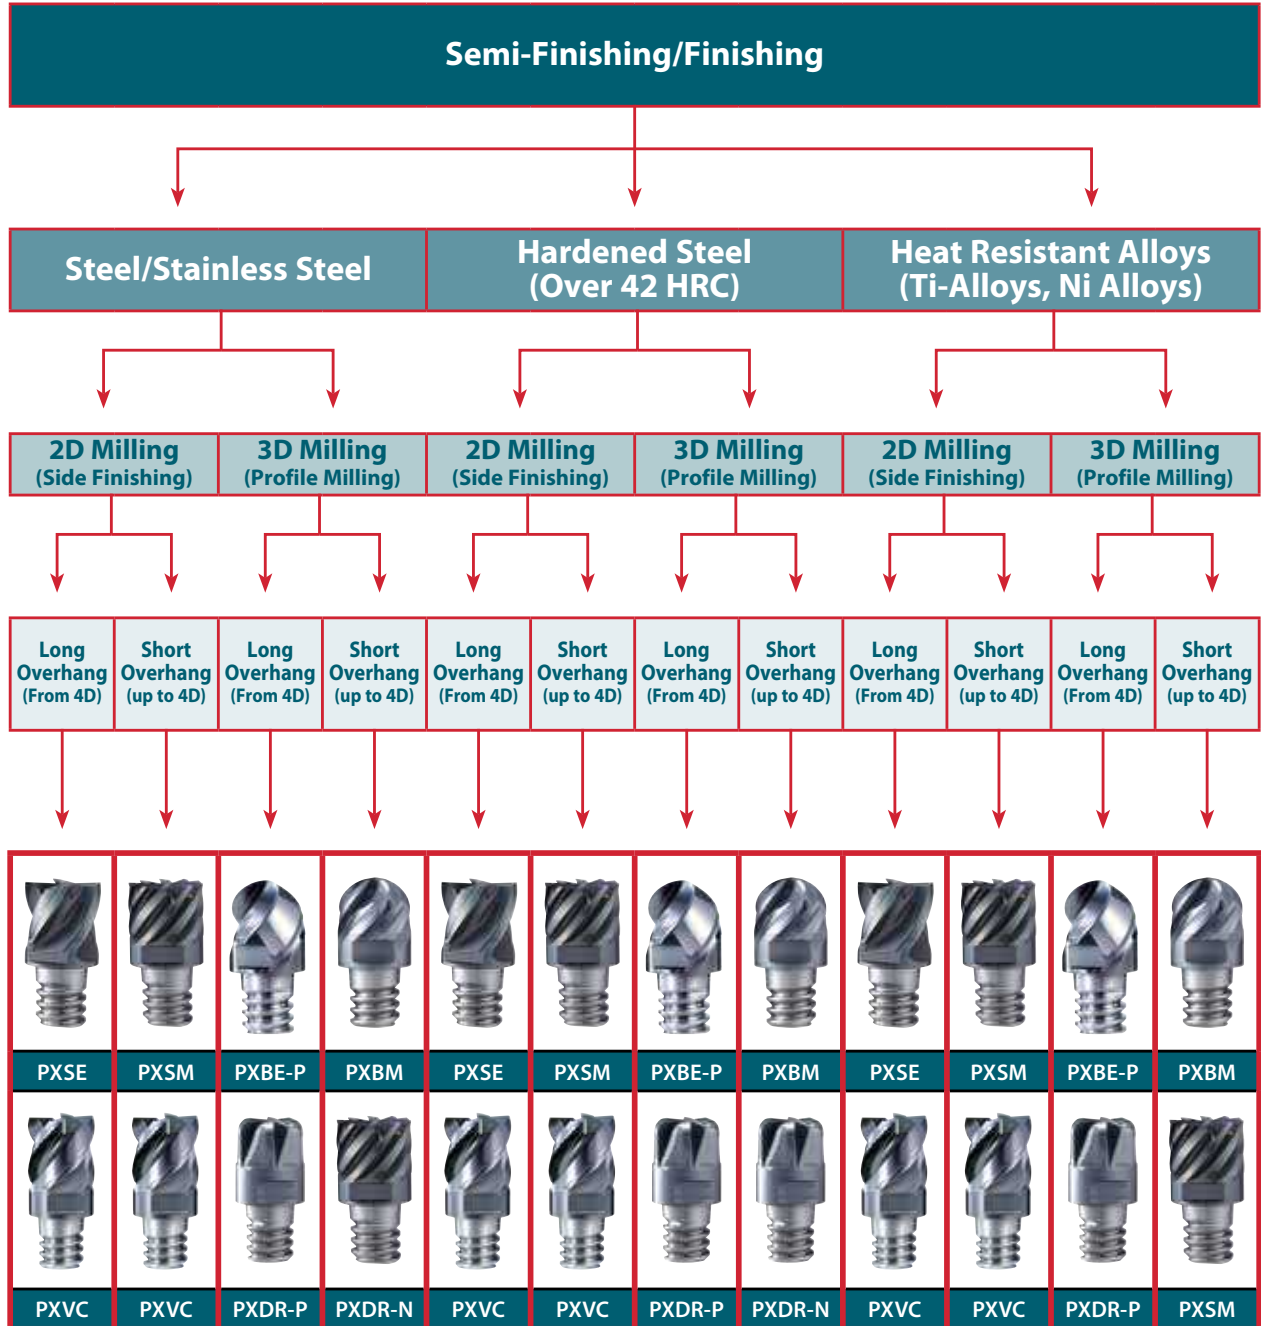 Semi-Finishing/Finishing
Steel/Stainless Steel
Hardened Steel
(Over 42 HRC)
Heat Resistant Alloys
(Ti-Alloys, Ni Alloys)
2D Milling
(Side Finishing)
3D Milling
(Profile Milling)
2D Milling
(Side Finishing)
3D Milling
(Profile Milling)
2D Milling
(Side Finishing)
3D Milling
(Profile Milling)
Long
Overhang
(From 4D)
Short
Overhang
(up to 4D)
Long
Overhang
(From 4D)
Short
Overhang
(up to 4D)
Long
Overhang
(From 4D)
Short
Overhang
(up to 4D)
Long
Overhang
(From 4D)
Short
Overhang
(up to 4D)
Long
Overhang
(From 4D)
Short
Overhang
(up to 4D)
Long
Overhang
(From 4D)
Short
Overhang
(up to 4D)
PXSE
PXSM
PXBE-P
PXBM
PXSE
PXSM
PXBE-P
PXBM
PXSE
PXSM
PXBE-P
PXBM
PXVC
PXVC
PXDR-P
PXDR-N
PXVC
PXVC
PXDR-P
PXDR-N
PXVC
PXVC
PXDR-P
PXSM